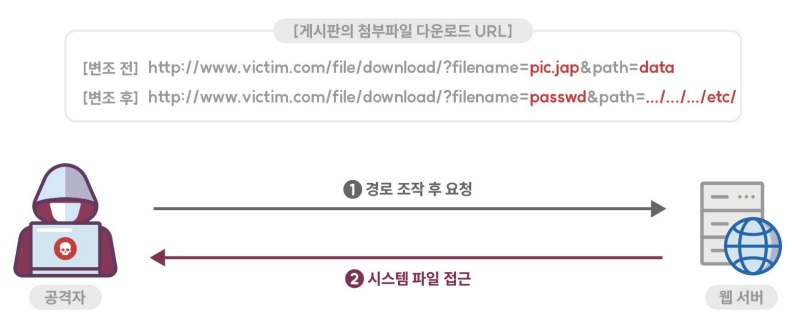 [게시판의 첨부파일 다운로드 URL]
[변조 전] http://www.victim.com/file/download/?filename=pic.jap&path=data
[변조 후] http://www.victim.com/file/download/?filename=passwd&path=.../.../.../etc/
1 경로 조작 후 요청
2 시스템 파일 접근
공격자
웹 서버